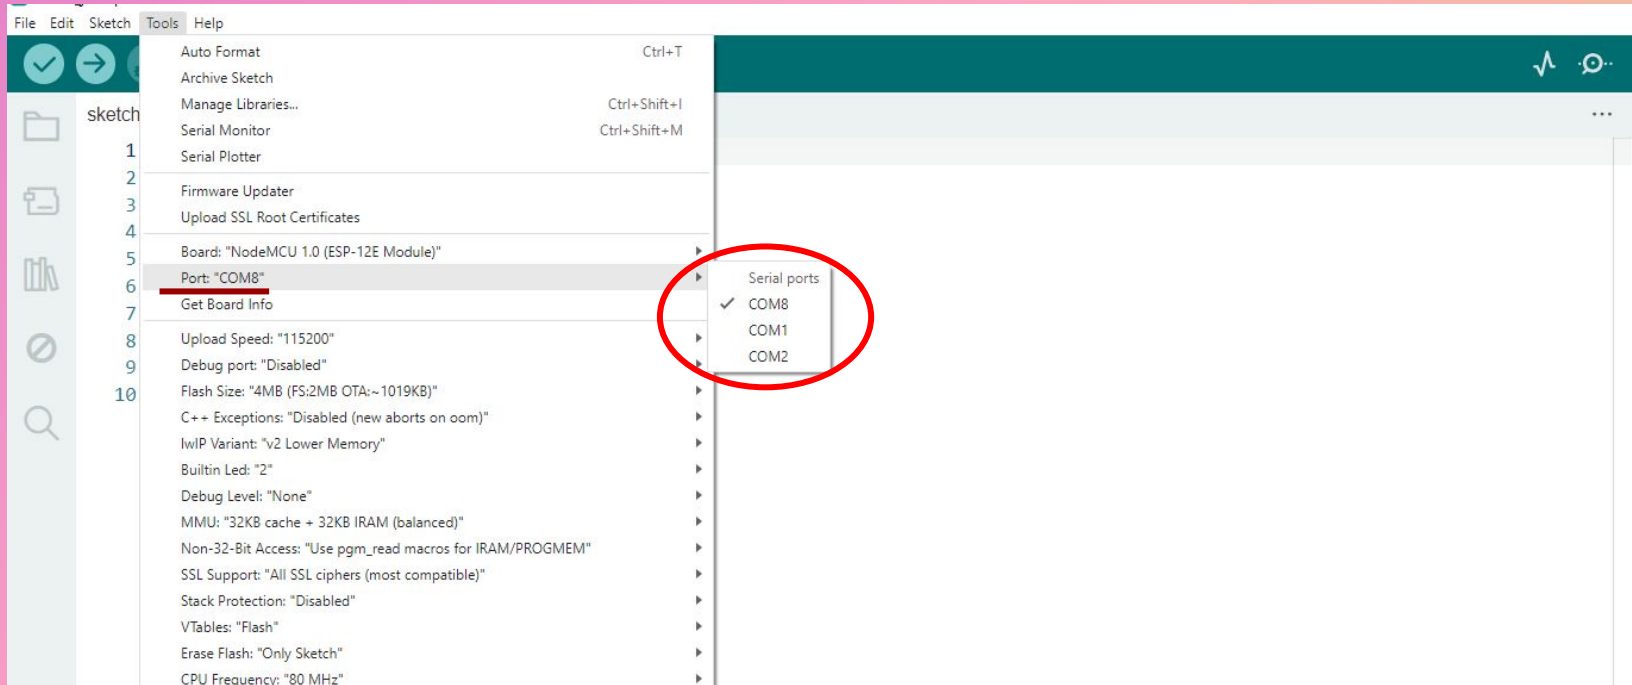 File Edit Sketch Tools Help
Auto Format Ctrl+T
Archive Sketch
Manage Libraries... Ctrl+Shift+I
Serial Monitor Ctrl+Shift+M
Serial Plotter
Firmware Updater
Upload SSL Root Certificates
Board: "NodeMCU 1.0 (ESP-12E Module)"
Port: "COM8"
Get Board Info
Upload Speed: "115200"
Debug port: "Disabled"
Flash Size: "4MB (FS:2MB OTA:~1019KB)"
C++ Exceptions: "Disabled (new aborts on oom)"
lwIP Variant: "v2 Lower Memory"
Builtin Led: "2"
Debug Level: "None"
MMU: "32KB cache + 32KB IRAM (balanced)"
Non-32-Bit Access: "Use pgm_read macros for IRAM/PROGMEM"
SSL Support: "All SSL ciphers (most compatible)"
Stack Protection: "Disabled"
VTables: "Flash"
Erase Flash: "Only Sketch"
CPU Frequency: "80 MHz"
Serial ports
COM8
COM1
COM2
sketch
1
2
3
4
5
6
7
8
9
10